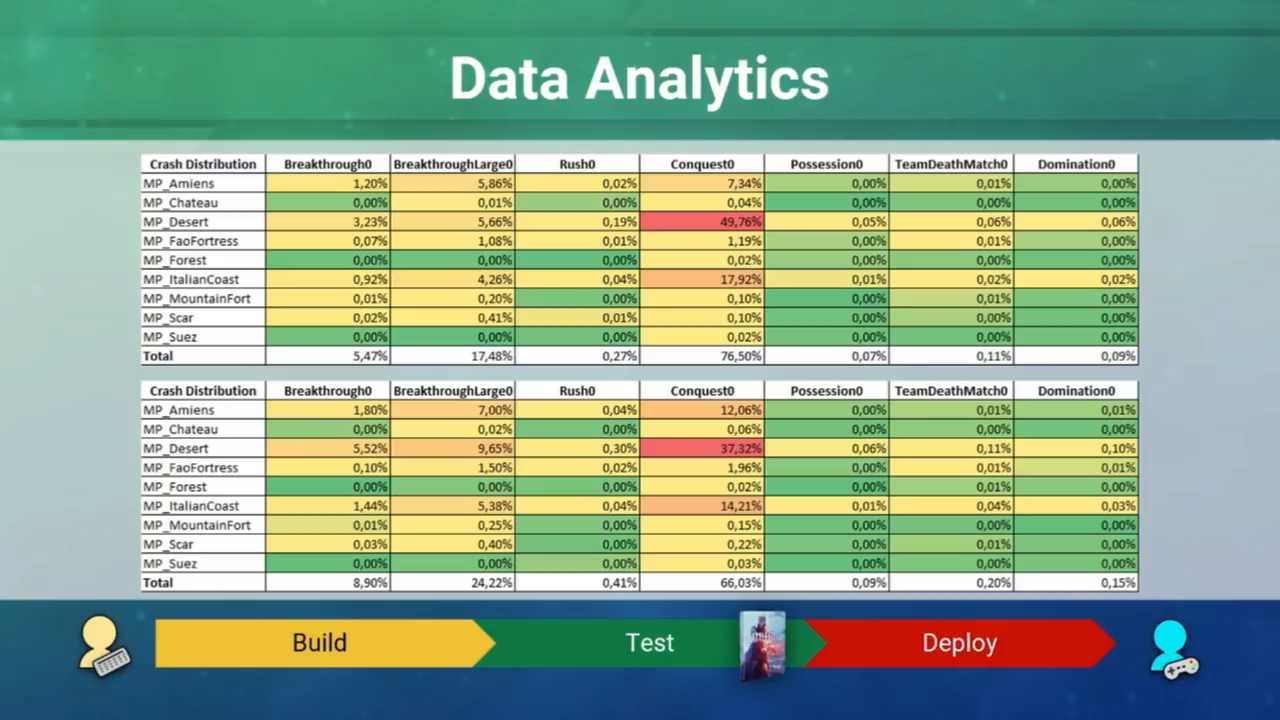 Data Analytics
Crash Distribution Breakthrough0 BreakthroughLarge0 Rush0 Conquest0 Possession0 TeamDeathMatch0 Domination0
MP_Amiens 1,20% 5,86% 0,02% 7,34% 0,00% 0,01% 0,00%
MP_Chateau 0,00% 0,01% 0,00% 0,04% 0,00% 0,00% 0,00%
MP_Desert 3,23% 5,66% 0,19% 49,76% 0,05% 0,06% 0,06%
MP_FaoFortress 0,07% 1,08% 0,01% 1,19% 0,00% 0,01% 0,00%
MP_Forest 0,00% 0,00% 0,00% 0,02% 0,00% 0,00% 0,00%
MP_ItalianCoast 0,92% 4,26% 0,04% 17,92% 0,01% 0,02% 0,02%
MP_MountainFort 0,01% 0,20% 0,00% 0,10% 0,00% 0,01% 0,00%
MP_Scar 0,02% 0,41% 0,01% 0,10% 0,00% 0,00% 0,00%
MP_Suez 0,00% 0,00% 0,00% 0,02% 0,00% 0,00% 0,00%
Total 5,47% 17,48% 0,27% 76,50% 0,07% 0,11% 0,09%
Crash Distribution Breakthrough0 BreakthroughLarge0 Rush0 Conquest0 Possession0 TeamDeathMatch0 Domination0
MP_Amiens 1,80% 7,00% 0,04% 12,06% 0,00% 0,01% 0,01%
MP_Chateau 0,00% 0,02% 0,00% 0,06% 0,00% 0,00% 0,00%
MP_Desert 5,52% 9,65% 0,30% 37,32% 0,06% 0,11% 0,10%
MP_FaoFortress 0,10% 1,50% 0,02% 1,96% 0,00% 0,01% 0,01%
MP_Forest 0,00% 0,00% 0,00% 0,02% 0,00% 0,01% 0,00%
MP_ItalianCoast 1,44% 5,38% 0,04% 14,21% 0,01% 0,04% 0,03%
MP_MountainFort 0,01% 0,25% 0,00% 0,15% 0,00% 0,00% 0,00%
MP_Scar 0,03% 0,40% 0,00% 0,22% 0,00% 0,01% 0,00%
MP_Suez 0,00% 0,00% 0,00% 0,03% 0,00% 0,00% 0,00%
Total 8,90% 24,22% 0,41% 66,03% 0,09% 0,20% 0,15%
Build Test Deploy